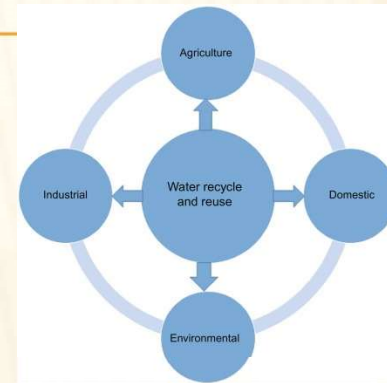 Agriculture
Industrial
Water recycle
and reuse
Domestic
Environmental